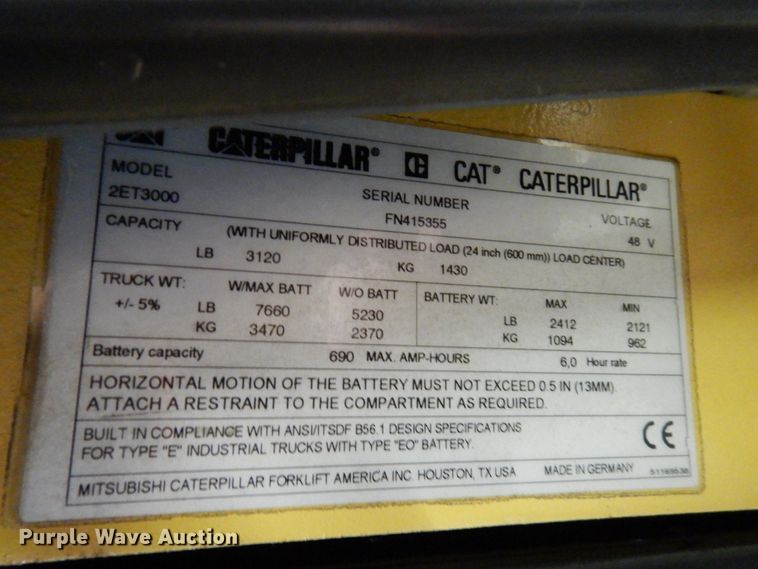 CAT CATERPILLAR® C CAT® CATERPILLAR®
MODEL SERIAL NUMBER VOLTAGE
2ET3000 FN415355 48 V
CAPACITY (WITH UNIFORMLY DISTRIBUTED LOAD (24 inch (600 mm)) LOAD CENTER)
LB 3120 KG 1430
TRUCK WT: W/MAX BATT W/O BATT BATTERY WT: MAX MIN
+/- 5% LB 7660 5230 LB 2412 2121
KG 3470 2370 KG 1094 962
Battery capacity 690 MAX. AMP-HOURS 6,0 Hour rate
HORIZONTAL MOTION OF THE BATTERY MUST NOT EXCEED 0.5 IN (13MM).
ATTACH A RESTRAINT TO THE COMPARTMENT AS REQUIRED.
BUILT IN COMPLIANCE WITH ANSI/ITSDF B56.1 DESIGN SPECIFICATIONS
FOR TYPE "E" INDUSTRIAL TRUCKS WITH TYPE "EO" BATTERY.
CE
MITSUBISHI CATERPILLAR FORKLIFT AMERICA INC. HOUSTON, TX USA MADE IN GERMANY
Purple Wave Auction